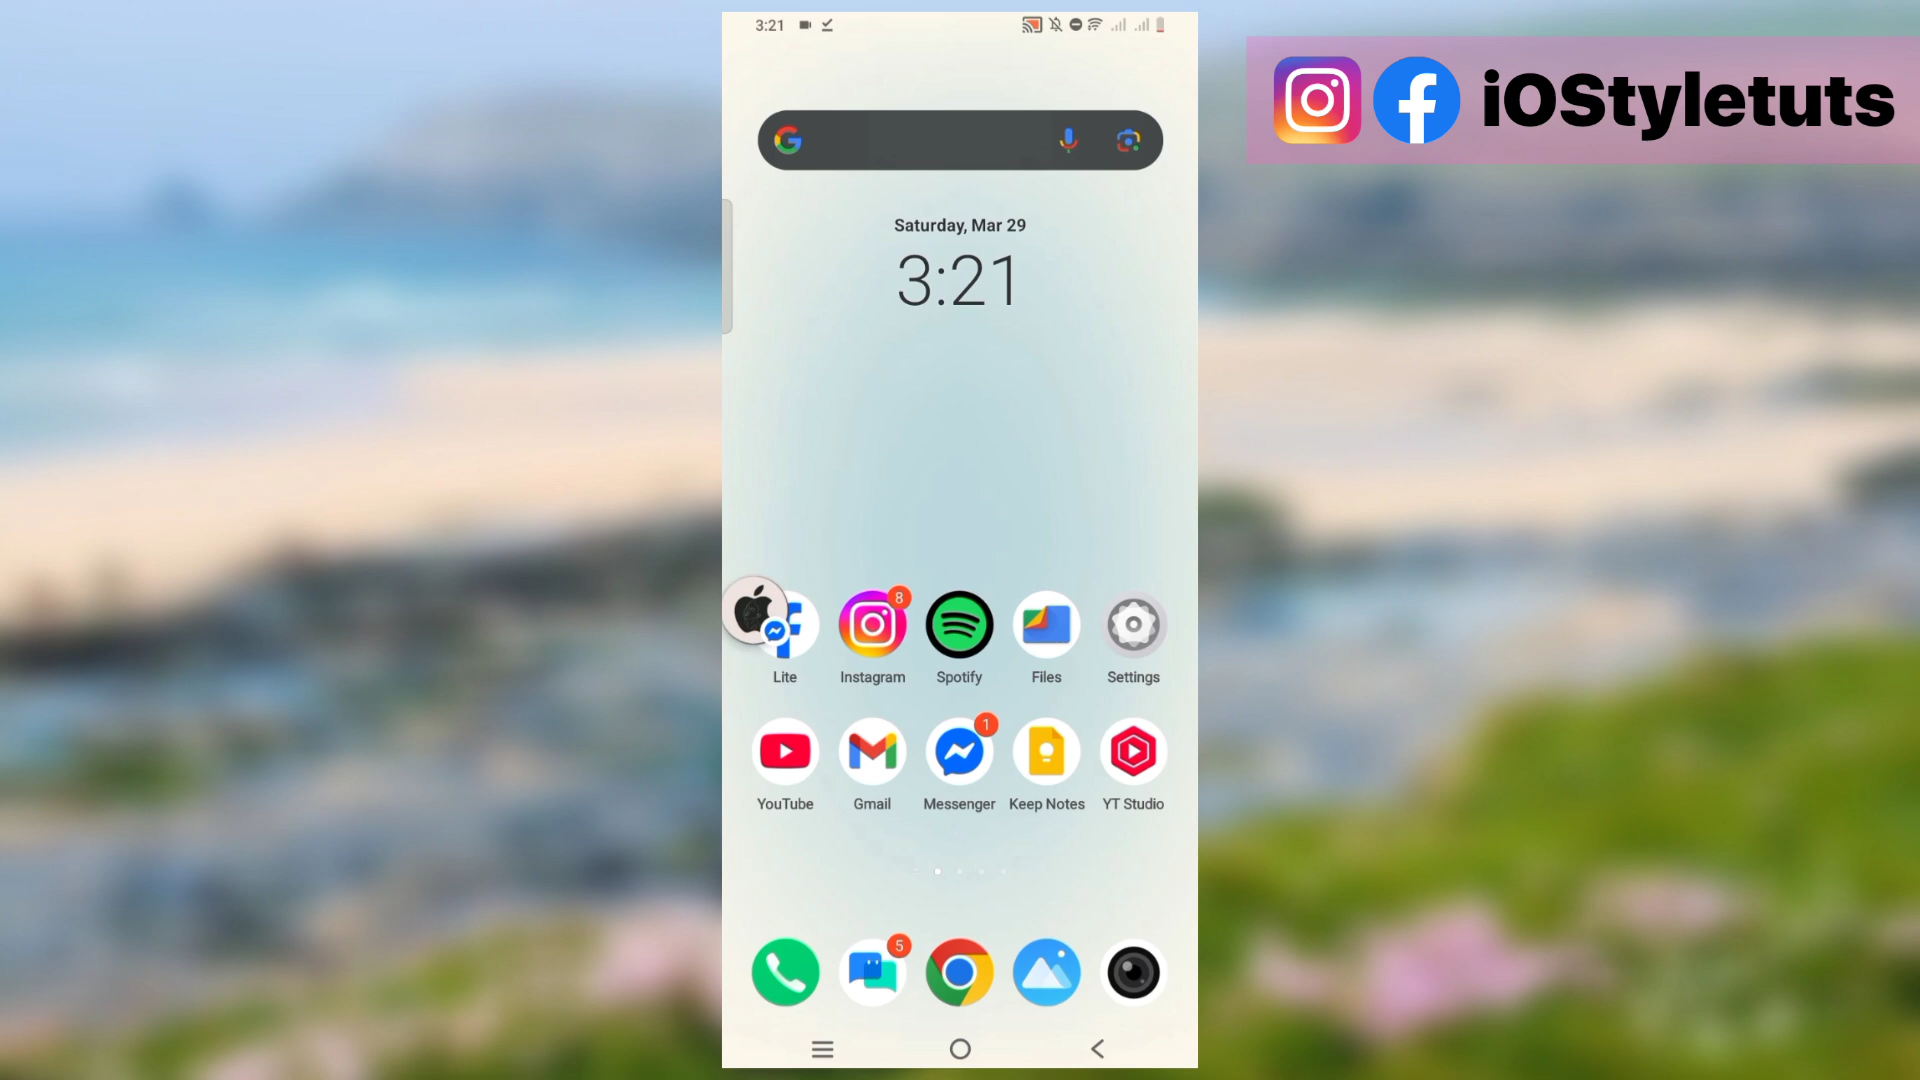 3:21
iOStyletuts
Saturday, Mar 29
3:21
8
Lite
Instagram
Spotify
Files
Settings
1
YouTube
Gmail
Messenger
Keep Notes
YT Studio
5